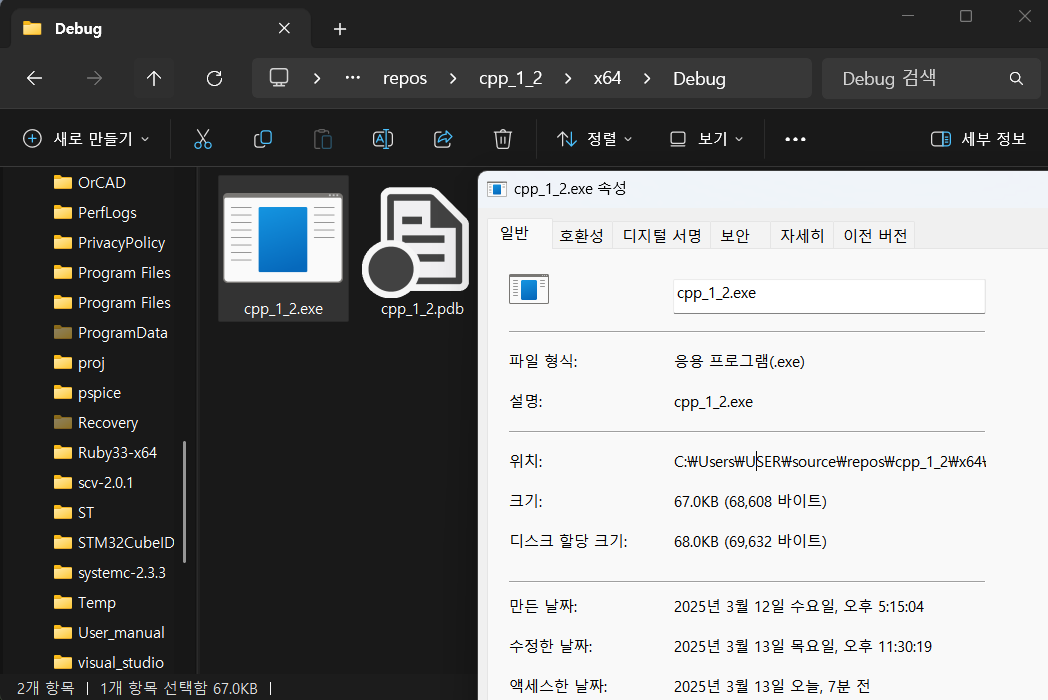 Debug
repos
cpp_1_2
x64
Debug
Debug 검색
새로 만들기
정렬
보기
세부 정보
OrCAD
PerfLogs
PrivacyPolicy
Program Files
Program Files
ProgramData
proj
pspice
Recovery
Ruby33-x64
scv-2.0.1
ST
STM32CubeID
systemc-2.3.3
Temp
User_manual
visual_studio
cpp_1_2.exe
cpp_1_2.pdb
cpp_1_2.exe 속성
일반 호환성 디지털 서명 보안 자세히 이전 버전
cpp_1_2.exe
파일 형식: 응용 프로그램(.exe)
설명: cpp_1_2.exe
위치: C:₩Users₩USER₩source₩repos₩cpp_1_2₩x64₩
크기: 67.0KB (68,608 바이트)
디스크 할당 크기: 68.0KB (69,632 바이트)
만든 날짜: 2025년 3월 12일 수요일, 오후 5:15:04
수정한 날짜: 2025년 3월 13일 목요일, 오후 11:30:19
액세스한 날짜: 2025년 3월 13일 오늘, 7분 전
2개 항목 | 1개 항목 선택함 67.0KB |